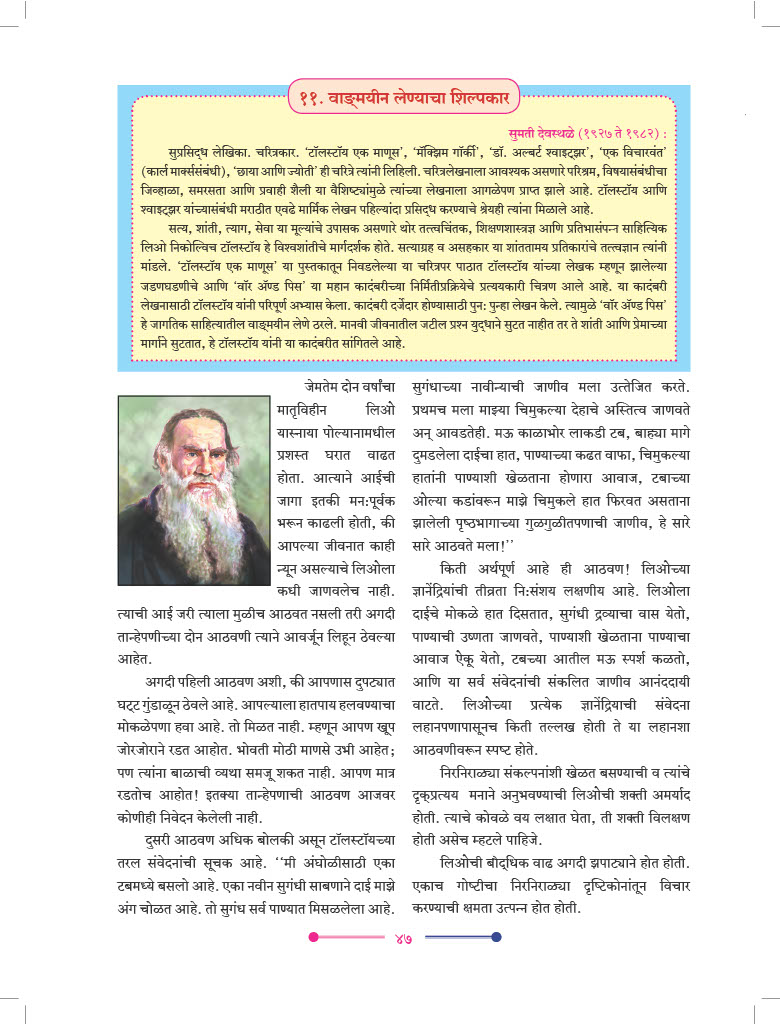 ११. वाङ्‌मयीन लेण्याचा शिल्पकार
सुमती देवस्थळे (१९२७ ते १९८२) :
सुप्रसिद्ध लेखिका. चरित्रकार. ‘टॉलस्टॉय एक माणूस’, ‘मॅक्झिम गॉर्की’, ‘डॉ. अल्बर्ट श्वाइट्झर’, ‘एक विचारवंत’
(कार्ल मार्क्ससंबंधी), ‘छाया आणि ज्योती’ ही चरित्रे त्यांनी लिहिली. चरित्रलेखनाला आवश्यक असणारे परिश्रम, विषयासंबंधीचा
जिव्हाळा, समरसता आणि प्रवाही शैली या वैशिष्ट्यांमुळे त्यांच्या लेखनाला आगळेपण प्राप्त झाले आहे. टॉलस्टॉय आणि
श्वाइट्झर यांच्यासंबंधी मराठीत एवढे मार्मिक लेखन पहिल्यांदा प्रसिद्ध करण्याचे श्रेयही त्यांना मिळाले आहे.
सत्य, शांती, त्याग, सेवा या मूल्यांचे उपासक असणारे थोर तत्त्वचिंतक, शिक्षणशास्त्रज्ञ आणि प्रतिभासंपन्न साहित्यिक
लिओ निकोल्विच टॉलस्टॉय हे विश्वशांतीचे मार्गदर्शक होते. सत्याग्रह व असहकार या शांततामय प्रतिकारांचे तत्त्वज्ञान त्यांनी
मांडले. ‘टॉलस्टॉय एक माणूस’ या पुस्तकातून निवडलेल्या या चरित्रपर पाठात टॉलस्टॉय यांच्या लेखक म्हणून झालेल्या
जडणघडणीचे आणि ‘वॉर अ‍ॅण्ड पिस’ या महान कादंबरीच्या निर्मितीप्रक्रियेचे प्रत्ययकारी चित्रण आले आहे. या कादंबरी
लेखनासाठी टॉलस्टॉय यांनी परिपूर्ण अभ्यास केला. कादंबरी दर्जेदार होण्यासाठी पुन: पुन्हा लेखन केले. त्यामुळे ‘वॉर अ‍ॅण्ड पिस’
हे जागतिक साहित्यातील वाङ्‌मयीन लेणे ठरले. मानवी जीवनातील जटील प्रश्न युद्धाने सुटत नाहीत तर ते शांती आणि प्रेमाच्या
मार्गाने सुटतात, हे टॉलस्टॉय यांनी या कादंबरीत सांगितले आहे.
जेमतेम दोन वर्षांचा
मातृविहीन लिओ
यास्नाया पोल्यानामधील
प्रशस्त घरात वाढत
होता. आत्याने आईची
जागा इतकी मन:पूर्वक
भरून काढली होती, की
आपल्या जीवनात काही
न्यून असल्याचे लिओला
कधी जाणवलेच नाही.
त्याची आई जरी त्याला मुळीच आठवत नसली तरी अगदी
तान्हेपणीच्या दोन आठवणी त्याने आवर्जून लिहून ठेवल्या
आहेत.
अगदी पहिली आठवण अशी, की आपणास दुपट्यात
घट्ट गुंडाळून ठेवले आहे. आपल्याला हातपाय हलवण्याचा
मोकळेपणा हवा आहे. तो मिळत नाही. म्हणून आपण खूप
जोरजोराने रडत आहोत. भोवती मोठी माणसे उभी आहेत;
पण त्यांना बाळाची व्यथा समजू शकत नाही. आपण मात्र
रडतोच आहोत! इतक्या तान्हेपणाची आठवण आजवर
कोणीही निवेदन केलेली नाही.
दुसरी आठवण अधिक बोलकी असून टॉलस्टॉयच्या
तरल संवेदनांची सूचक आहे. ‘‘मी अंघोळीसाठी एका
टबमध्ये बसलो आहे. एका नवीन सुगंधी साबणाने दाई माझे
अंग चोळत आहे. तो सुगंध सर्व पाण्यात मिसळलेला आहे.
सुगंधाच्या नावीन्याची जाणीव मला उत्तेजित करते.
प्रथमच मला माझ्या चिमुकल्या देहाचे अस्तित्व जाणवते
अन् आवडतेही. मऊ काळाभोर लाकडी टब, बाह्या मागे
दुमडलेला दाईचा हात, पाण्याच्या कढत वाफा, चिमुकल्या
हातांनी पाण्याशी खेळताना होणारा आवाज, टबाच्या
ओल्या कडांवरून माझे चिमुकले हात फिरवत असताना
झालेली पृष्ठभागाच्या गुळगुळीतपणाची जाणीव, हे सारे
सारे आठवते मला!’’
किती अर्थपूर्ण आहे ही आठवण! लिओच्या
ज्ञानेंद्रियांची तीव्रता नि:संशय लक्षणीय आहे. लिओला
दाईचे मोकळे हात दिसतात, सुगंधी द्रव्याचा वास येतो,
पाण्याची उष्णता जाणवते, पाण्याशी खेळताना पाण्याचा
आवाज ऐकू येतो, टबच्या आतील मऊ स्पर्श कळतो,
आणि या सर्व संवेदनांची संकलित जाणीव आनंददायी
वाटते. लिओच्या प्रत्येक ज्ञानेंद्रियाची संवेदना
लहानपणापासूनच किती तल्लख होती ते या लहानशा
आठवणीवरून स्पष्ट होते.
निरनिराळ्या संकल्पनांशी खेळत बसण्याची व त्यांचे
दृक्‌प्रत्यय मनाने अनुभवण्याची लिओची शक्ती अमर्याद
होती. त्याचे कोवळे वय लक्षात घेता, ती शक्ती विलक्षण
होती असेच म्हटले पाहिजे.
लिओची बौद्धिक वाढ अगदी झपाट्याने होत होती.
एकाच गोष्टीचा निरनिराळ्या दृष्टिकोनांतून विचार
करण्याची क्षमता उत्पन्न होत होती.
४७